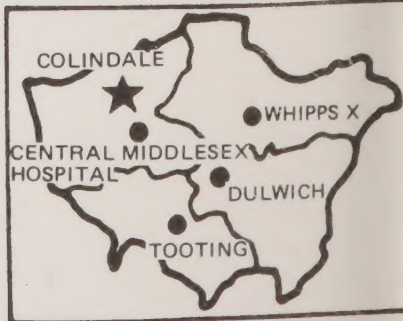 COLINDALE
WHIPPS X
CENTRAL MIDDLESEX
HOSPITAL
DULWICH
TOOTING